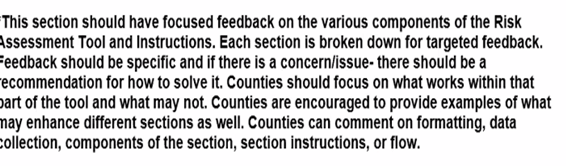 This section should have focused feedback on the various components of the Risk
Assessment Tool and Instructions. Each section is broken down for targeted feedback.
Feedback should be specific and if there is a concern/issue- there should be a
recommendation for how to solve it. Counties should focus on what works within that
part of the tool and what may not. Counties are encouraged to provide examples of what
may enhance different sections as well. Counties can comment on formatting, data
collection, components of the section, section instructions, or flow.